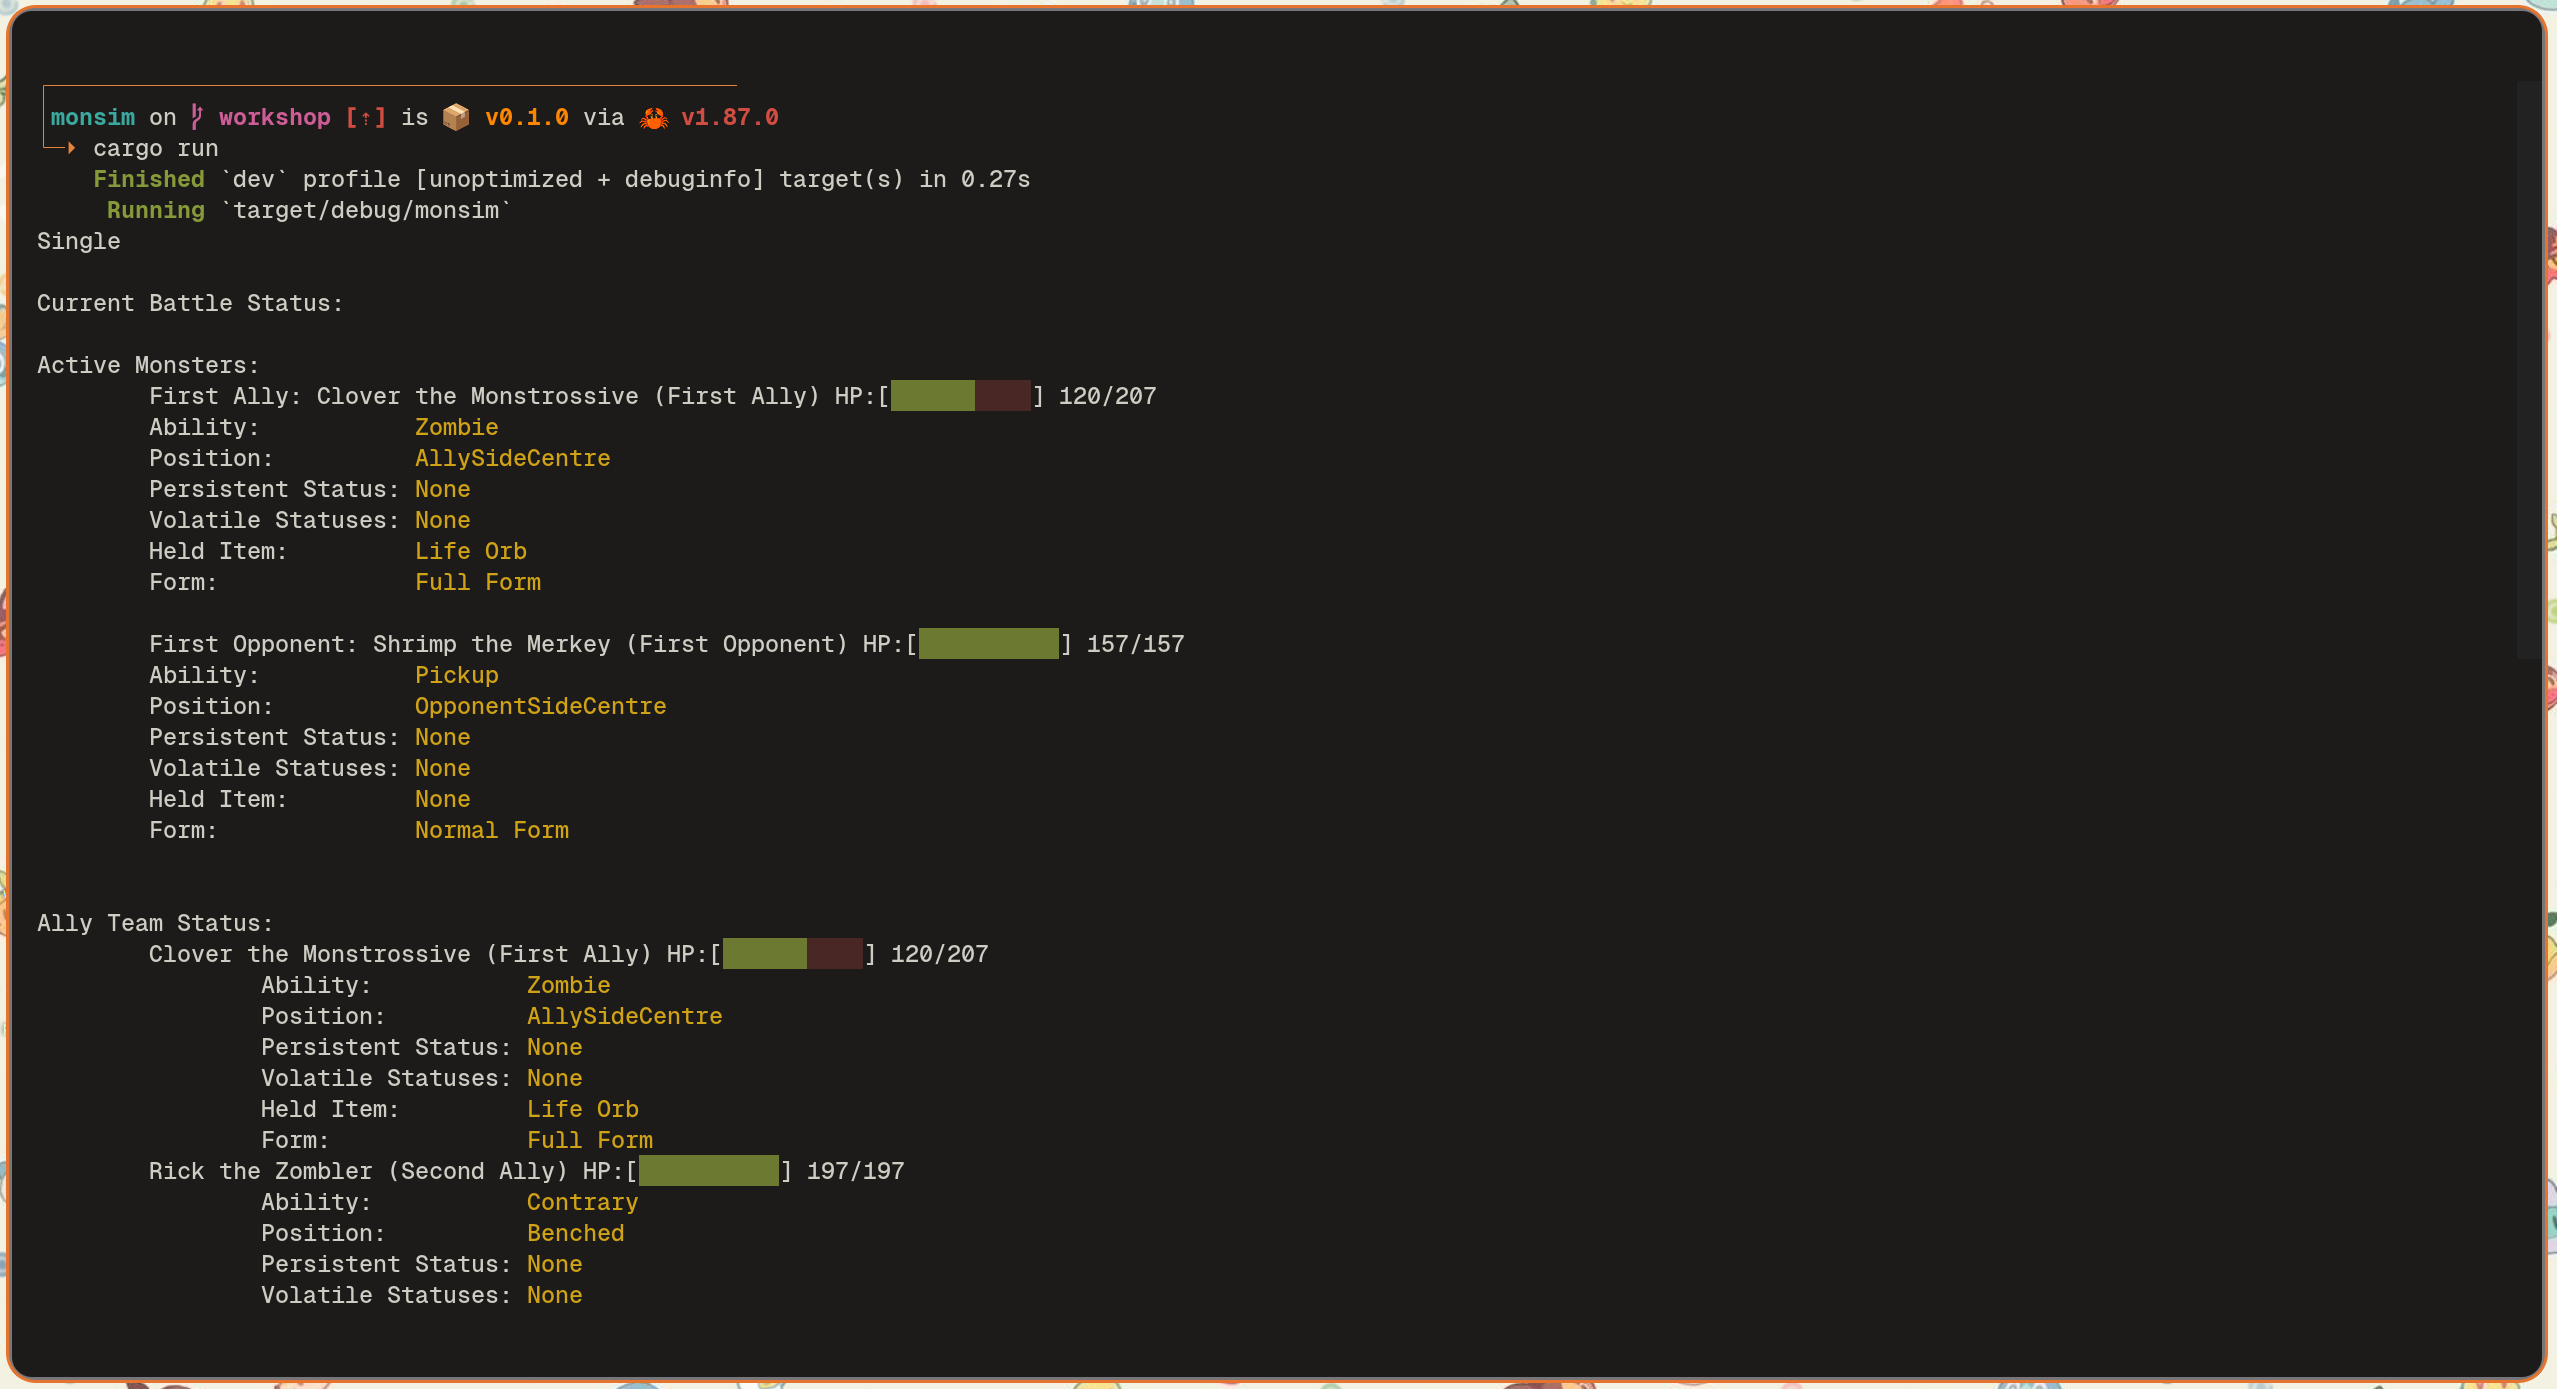 monsim on workshop [⇡] is 📦 v0.1.0 via 🦀 v1.87.0
cargo run
Finished `dev` profile [unoptimized + debuginfo] target(s) in 0.27s
Running `target/debug/monsim`
Single
Current Battle Status:
Active Monsters:
First Ally: Clover the Monstrossive (First Ally) HP:[          ] 120/207
Ability: Zombie
Position: AllySideCentre
Persistent Status: None
Volatile Statuses: None
Held Item: Life Orb
Form: Full Form
First Opponent: Shrimp the Merkey (First Opponent) HP:[          ] 157/157
Ability: Pickup
Position: OpponentSideCentre
Persistent Status: None
Volatile Statuses: None
Held Item: None
Form: Normal Form
Ally Team Status:
Clover the Monstrossive (First Ally) HP:[          ] 120/207
Ability: Zombie
Position: AllySideCentre
Persistent Status: None
Volatile Statuses: None
Held Item: Life Orb
Form: Full Form
Rick the Zombler (Second Ally) HP:[          ] 197/197
Ability: Contrary
Position: Benched
Persistent Status: None
Volatile Statuses: None